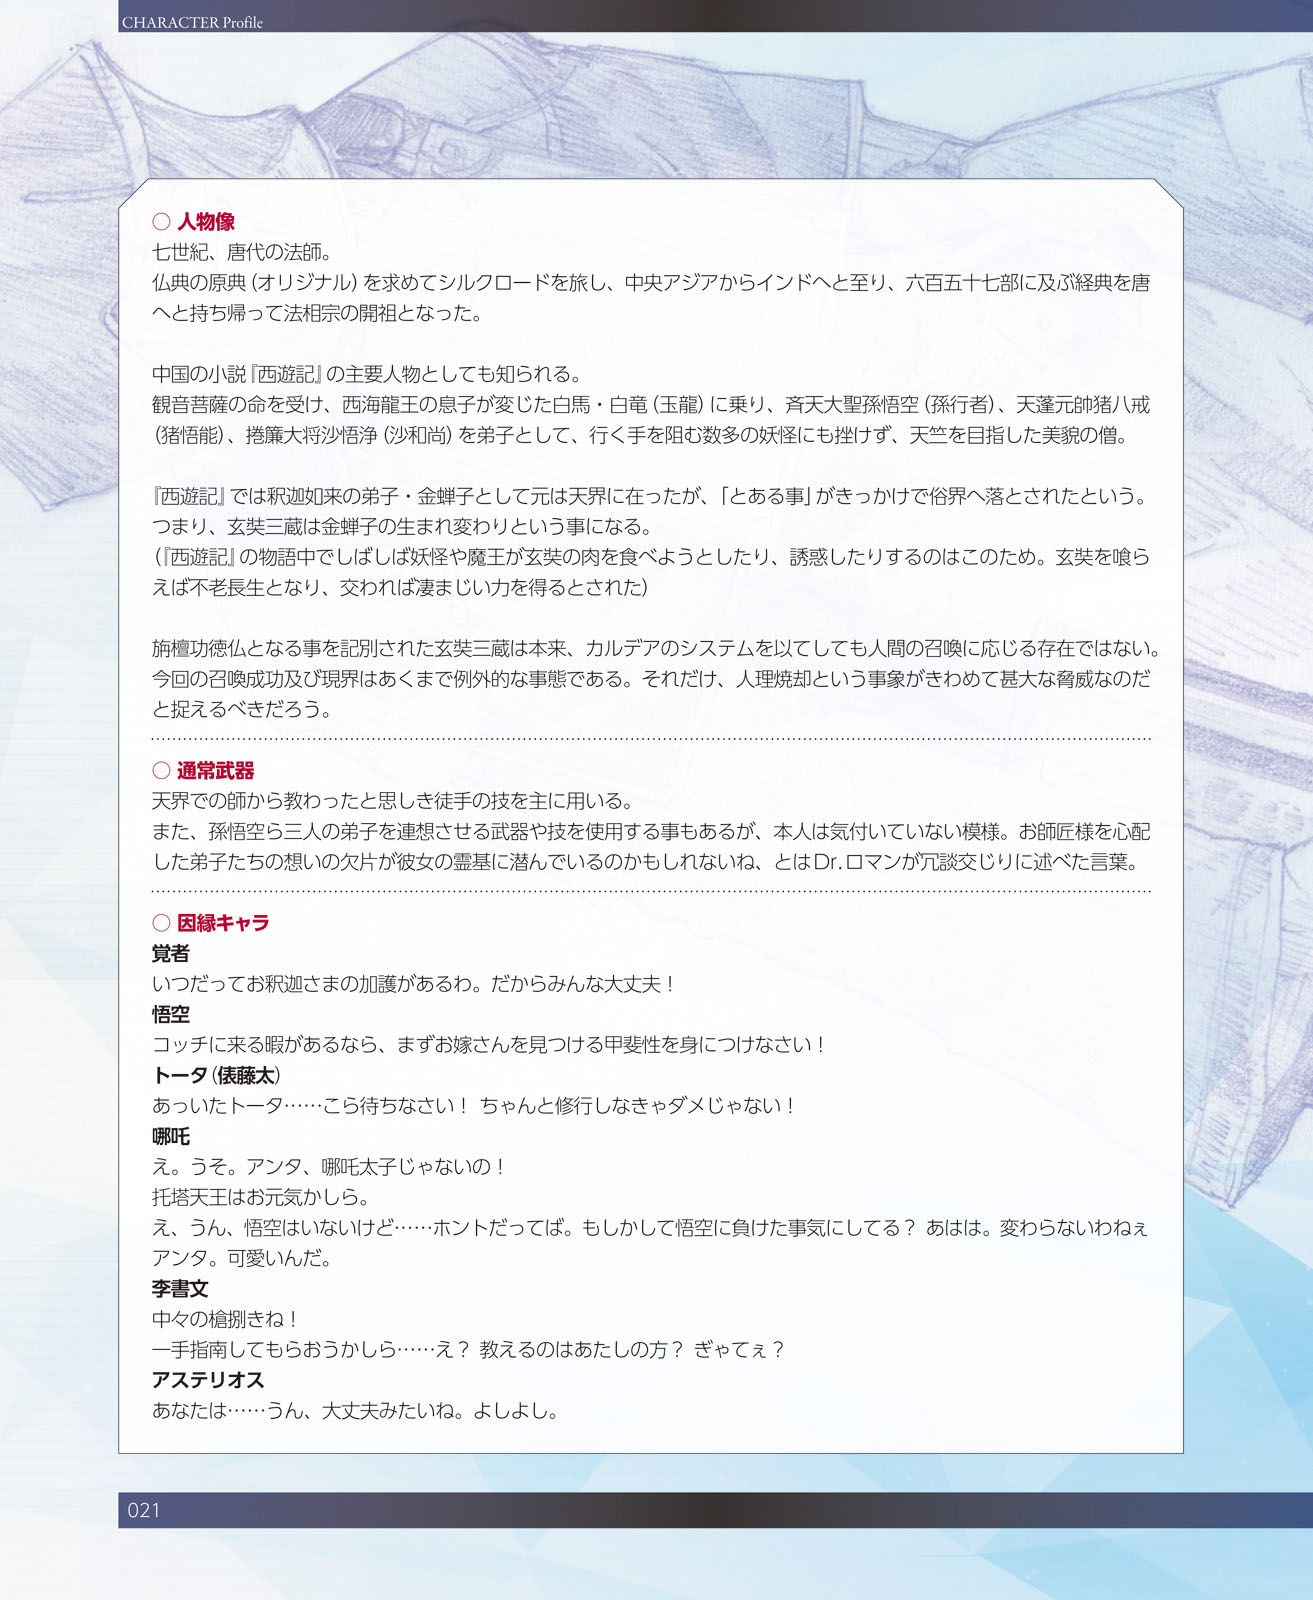 CHARACTER Profile
○ 人物像
七世紀、唐代の法師。
仏典の原典（オリジナル）を求めてシルクロードを旅し、中央アジアからインドへと至り、六百五十七部に及ぶ経典を唐
へと持ち帰って法相宗の開祖となった。
中国の小説『西遊記』の主要人物としても知られる。
観音菩薩の命を受け、西海龍王の息子が変じた白馬・白竜（玉龍）に乗り、斉天大聖孫悟空（孫行者）、天蓬元帥猪八戒
（猪悟能）、捲簾大将沙悟浄（沙和尚）を弟子として、行く手を阻む数多の妖怪にも挫けず、天竺を目指した美貌の僧。
『西遊記』では釈迦如来の弟子・金蝉子として元は天界に在ったが、「とある事」がきっかけで俗界へ落とされたという。
つまり、玄奘三蔵は金蝉子の生まれ変わりという事になる。
（『西遊記』の物語中でしばしば妖怪や魔王が玄奘の肉を食べようとしたり、誘惑したりするのはこのため。玄奘を喰ら
えば不老長生となり、交われば凄まじい力を得るとされた）
旃檀功徳仏となる事を記別された玄奘三蔵は本来、カルデアのシステムを以てしても人間の召喚に応じる存在ではない。
今回の召喚成功及び現界はあくまで例外的な事態である。それだけ、人理焼却という事象がきわめて甚大な脅威なのだ
と捉えるべきだろう。
○ 通常武器
天界での師から教わったと思しき徒手の技を主に用いる。
また、孫悟空ら三人の弟子を連想させる武器や技を使用する事もあるが、本人は気付いていない模様。お師匠様を心配
した弟子たちの想いの欠片が彼女の霊基に潜んでいるのかもしれないね、とはDr.ロマンが冗談交じりに述べた言葉。
○ 因縁キャラ
覚者
いつだってお釈迦さまの加護があるわ。だからみんな大丈夫！
悟空
コッチに来る暇があるなら、まずお嫁さんを見つける甲斐性を身につけなさい！
トータ（俵藤太）
あっいたトータ……こら待ちなさい！ ちゃんと修行しなきゃダメじゃない！
哪吒
え。うそ。アンタ、哪吒太子じゃないの！
托塔天王はお元気かしら。
え、うん、悟空はいないけど……ホントだってば。もしかして悟空に負けた事気にしてる？ あはは。変わらないわねぇ
アンタ。可愛いんだ。
李書文
中々の槍捌きね！
一手指南してもらおうかしら……え？ 教えるのはあたしの方？ ぎゃてぇ？
アステリオス
あなたは……うん、大丈夫みたいね。よしよし。
021